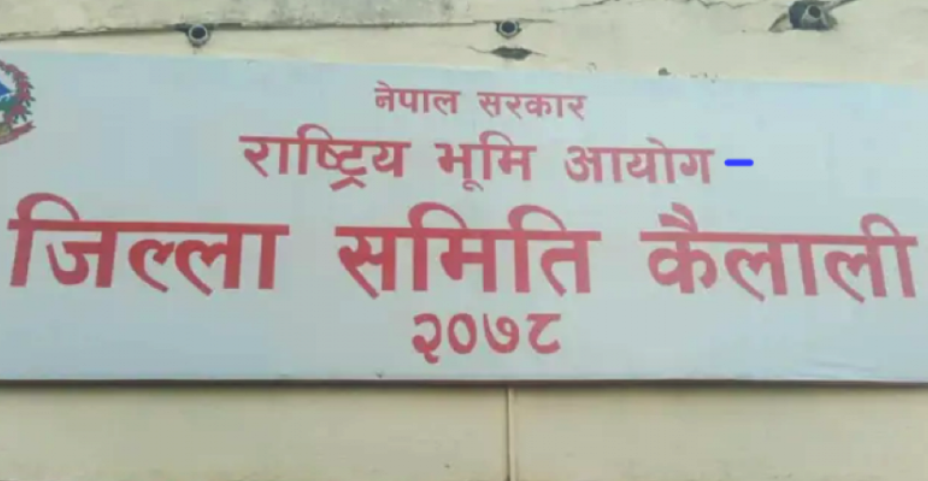 नेपाल सरकार
राष्ट्रिय भूमि आयोग-
जिल्ला समिति कैलाली
२०७८